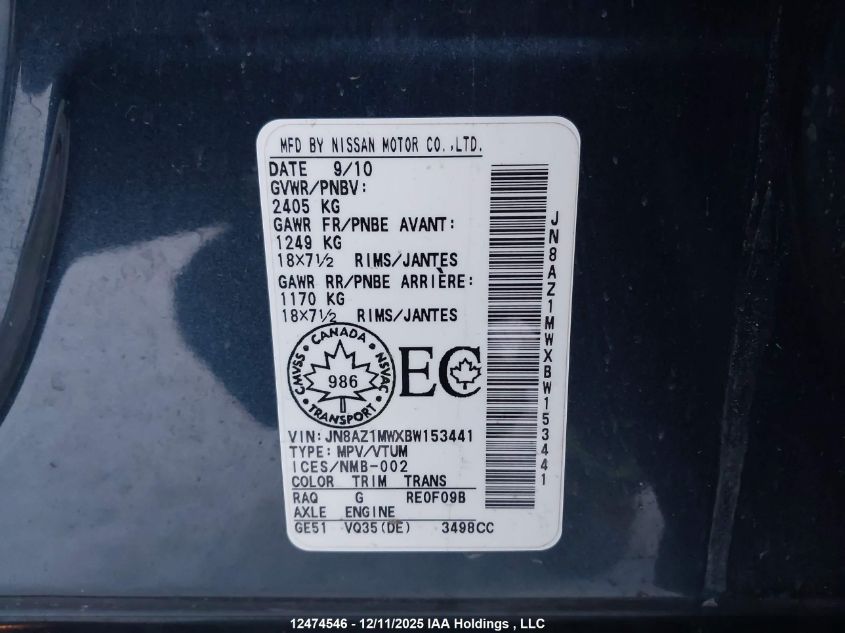 MFD BY NISSAN MOTOR CO.,LTD.
DATE 9/10
GVWR/PNBV:
2405 KG
GAWR FR/PNBE AVANT:
1249 KG
18×7½ RIMS/JANTES
GAWR RR/PNBE ARRIÈRE:
1170 KG
18×7½ RIMS/JANTES
CANADA
CMVSS • NSVAC
986
TRANSPORT
EC
VIN:JN8AZ1MWXBW153441
TYPE:MPV/VTUM
ICES/NMB-002
COLOR TRIM TRANS
RAQ G RE0F09B
AXLE ENGINE
GE51 VQ35(DE) 3498CC
JN8AZ1MWXBW153441
12474546 - 12/11/2025 IAA Holdings , LLC